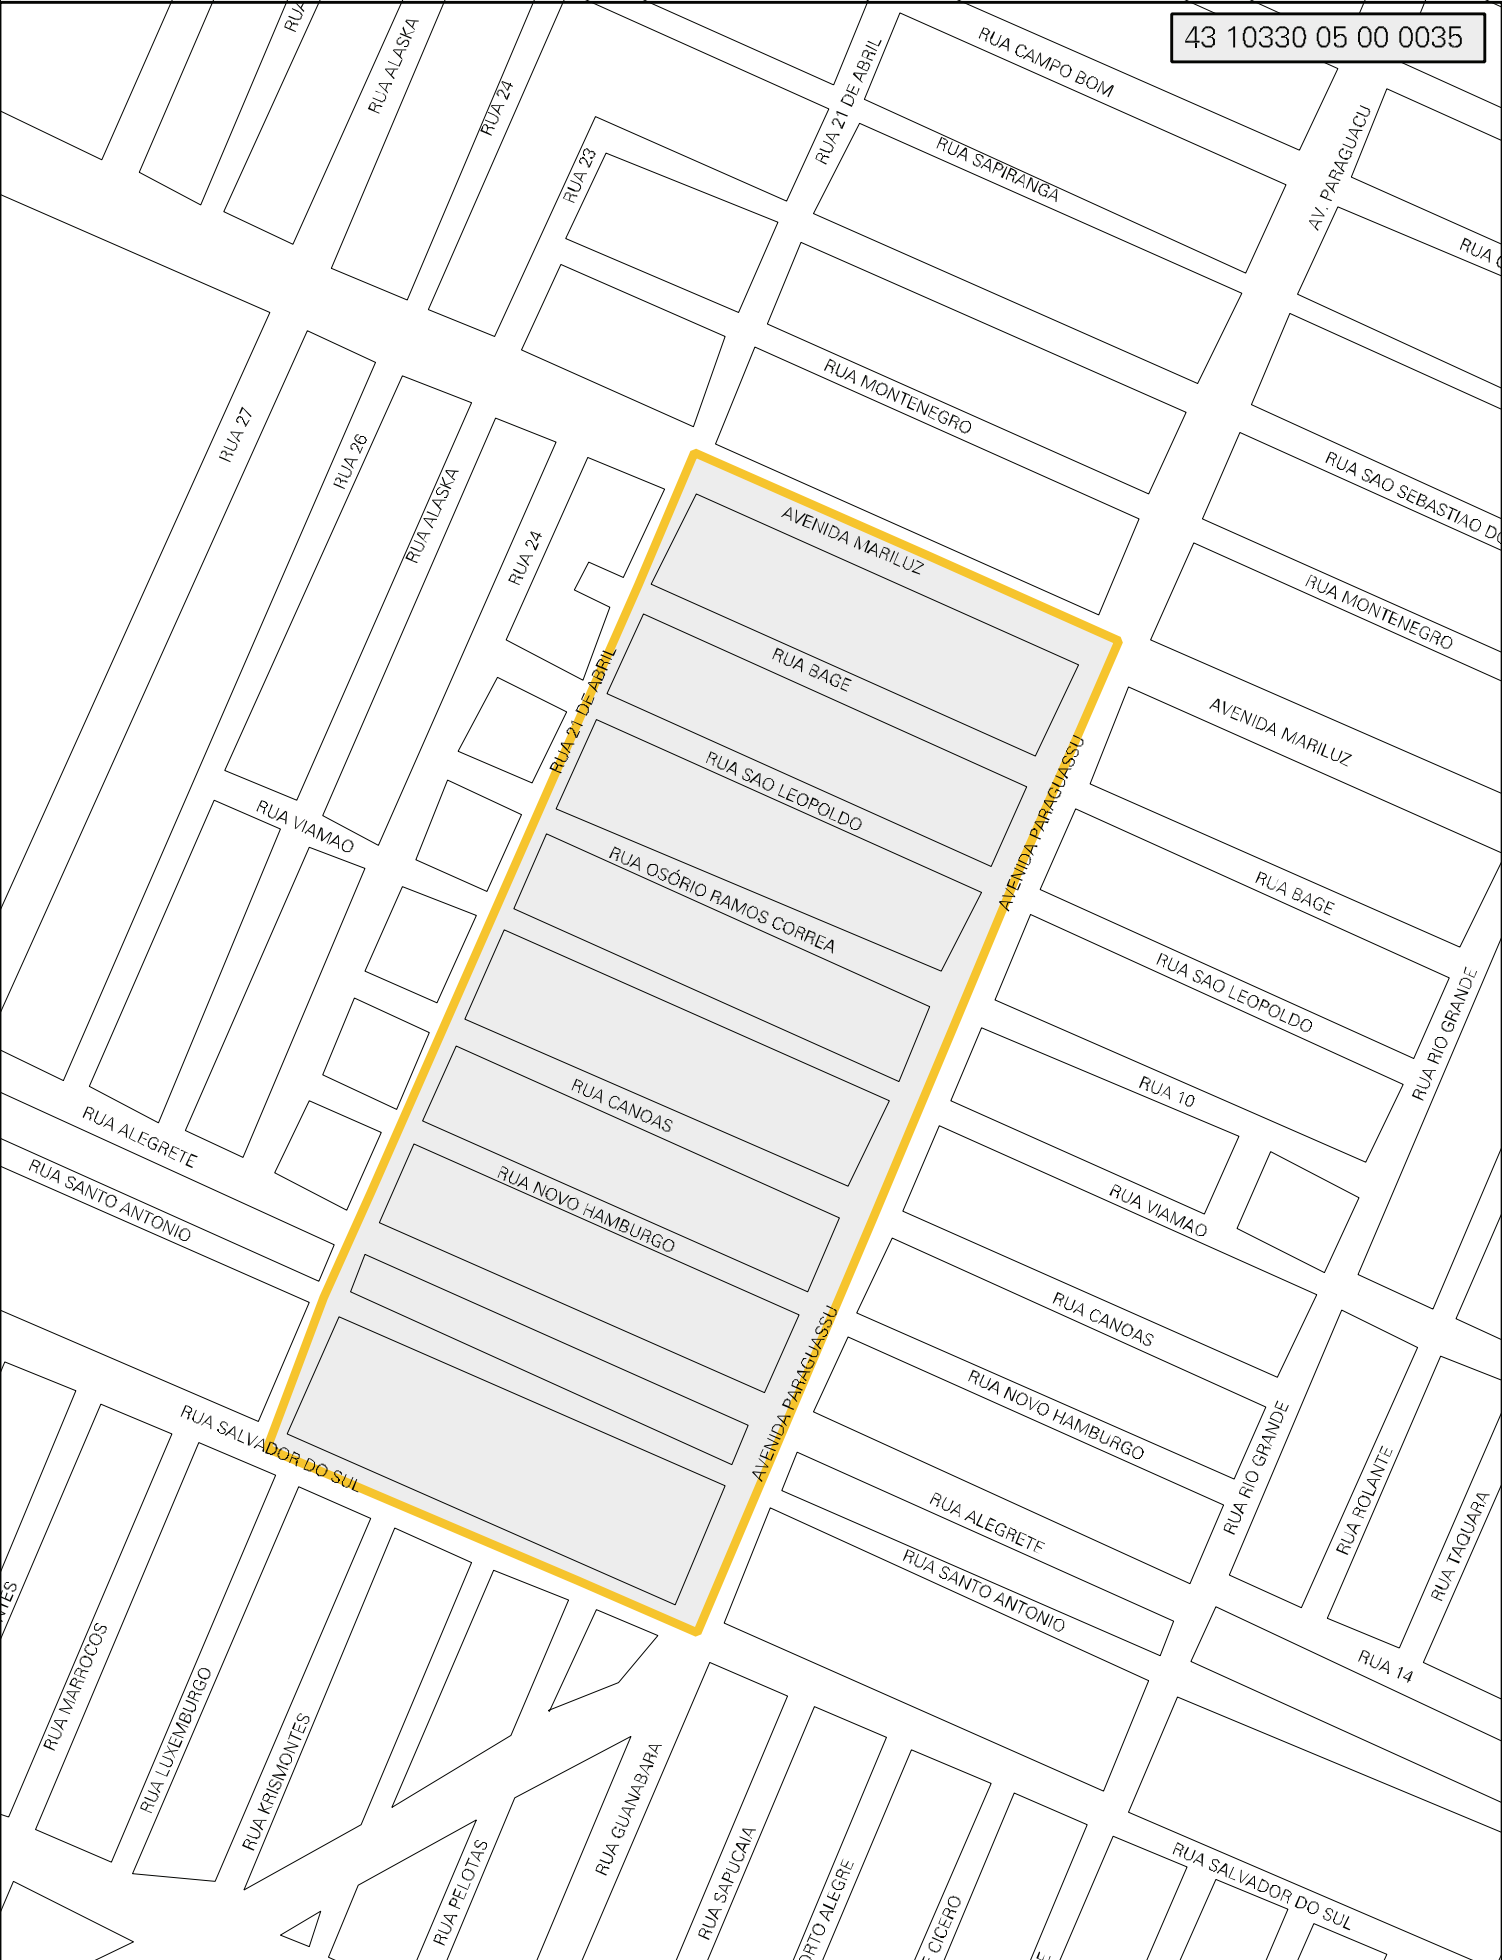 43 10330 05 00 0035
RUA
RUA ALASKA
RUA 24
RUA 23
RUA 21 DE ABRIL
RUA CAMPO BOM
RUA SAPIRANGA
AV. PARAGUACU
RUA
RUA MONTENEGRO
RUA SAO SEBASTIAO
RUA MONTENEGRO
RUA 27
RUA 26
RUA ALASKA
RUA 24
AVENIDA MARILUZ
RUA BAGE
AVENIDA MARILUZ
RUA 21 DE ABRIL
RUA SAO LEOPOLDO
AVENIDA PARAGUASSU
RUA VIAMAO
RUA OSÓRIO RAMOS CORREA
RUA BAGE
RUA SAO LEOPOLDO
RUA RIO GRANDE
RUA 10
RUA ALEGRETE
RUA CANOAS
RUA SANTO ANTONIO
RUA NOVO HAMBURGO
RUA VIAMAO
RUA CANOAS
AVENIDA PARAGUASSU
RUA NOVO HAMBURGO
RUA SALVADOR DO SUL
RUA RIO GRANDE
RUA ROLANTE
RUA TAQUARA
RUA ALEGRETE
RUA SANTO ANTONIO
RUA 14
NTES
RUA MARROCOS
RUA LUXEMBURGO
RUA KRISMONTES
RUA GUANABARA
RUA PELOTAS
RUA SAPUCAIA
ORTO ALEGRE
CICERO
RUA SALVADOR DO SUL